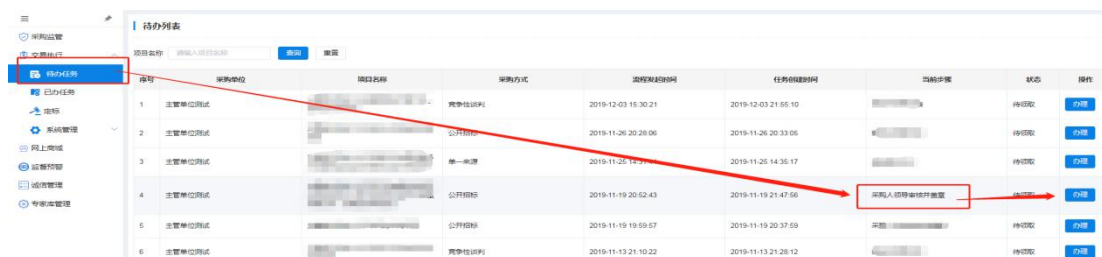 待办列表
采购监管
交易执行
项目名称 请输入项目名称 查询 重置
待办任务
序号 采购单位 项目名称 采购方式 流程发起时间 任务创建时间 当前步骤 状态 操作
已办任务
1 主管单位测试 竞争性谈判 2019-12-03 15:30:21 2019-12-03 21:55:10 待领取 办理
定标
系统管理
2 主管单位测试 公开招标 2019-11-26 20:28:06 2019-11-26 20:33:05 待领取 办理
网上商城
监督预警
3 主管单位测试 单一来源 2019-11-25 2019-11-25 14:35:17 待领取 办理
诚信管理
4 主管单位测试 公开招标 2019-11-19 20:52:43 2019-11-19 21:47:56 采购人领导审核并盖章 待领取 办理
专家库管理
5 主管单位测试 公开招标 2019-11-19 19:59:57 2019-11-19 20:37:59 采购 待领取 办理
6 主管单位测试 竞争性谈判 2019-11-13 21:10:22 2019-11-13 21:28:12 待领取 办理